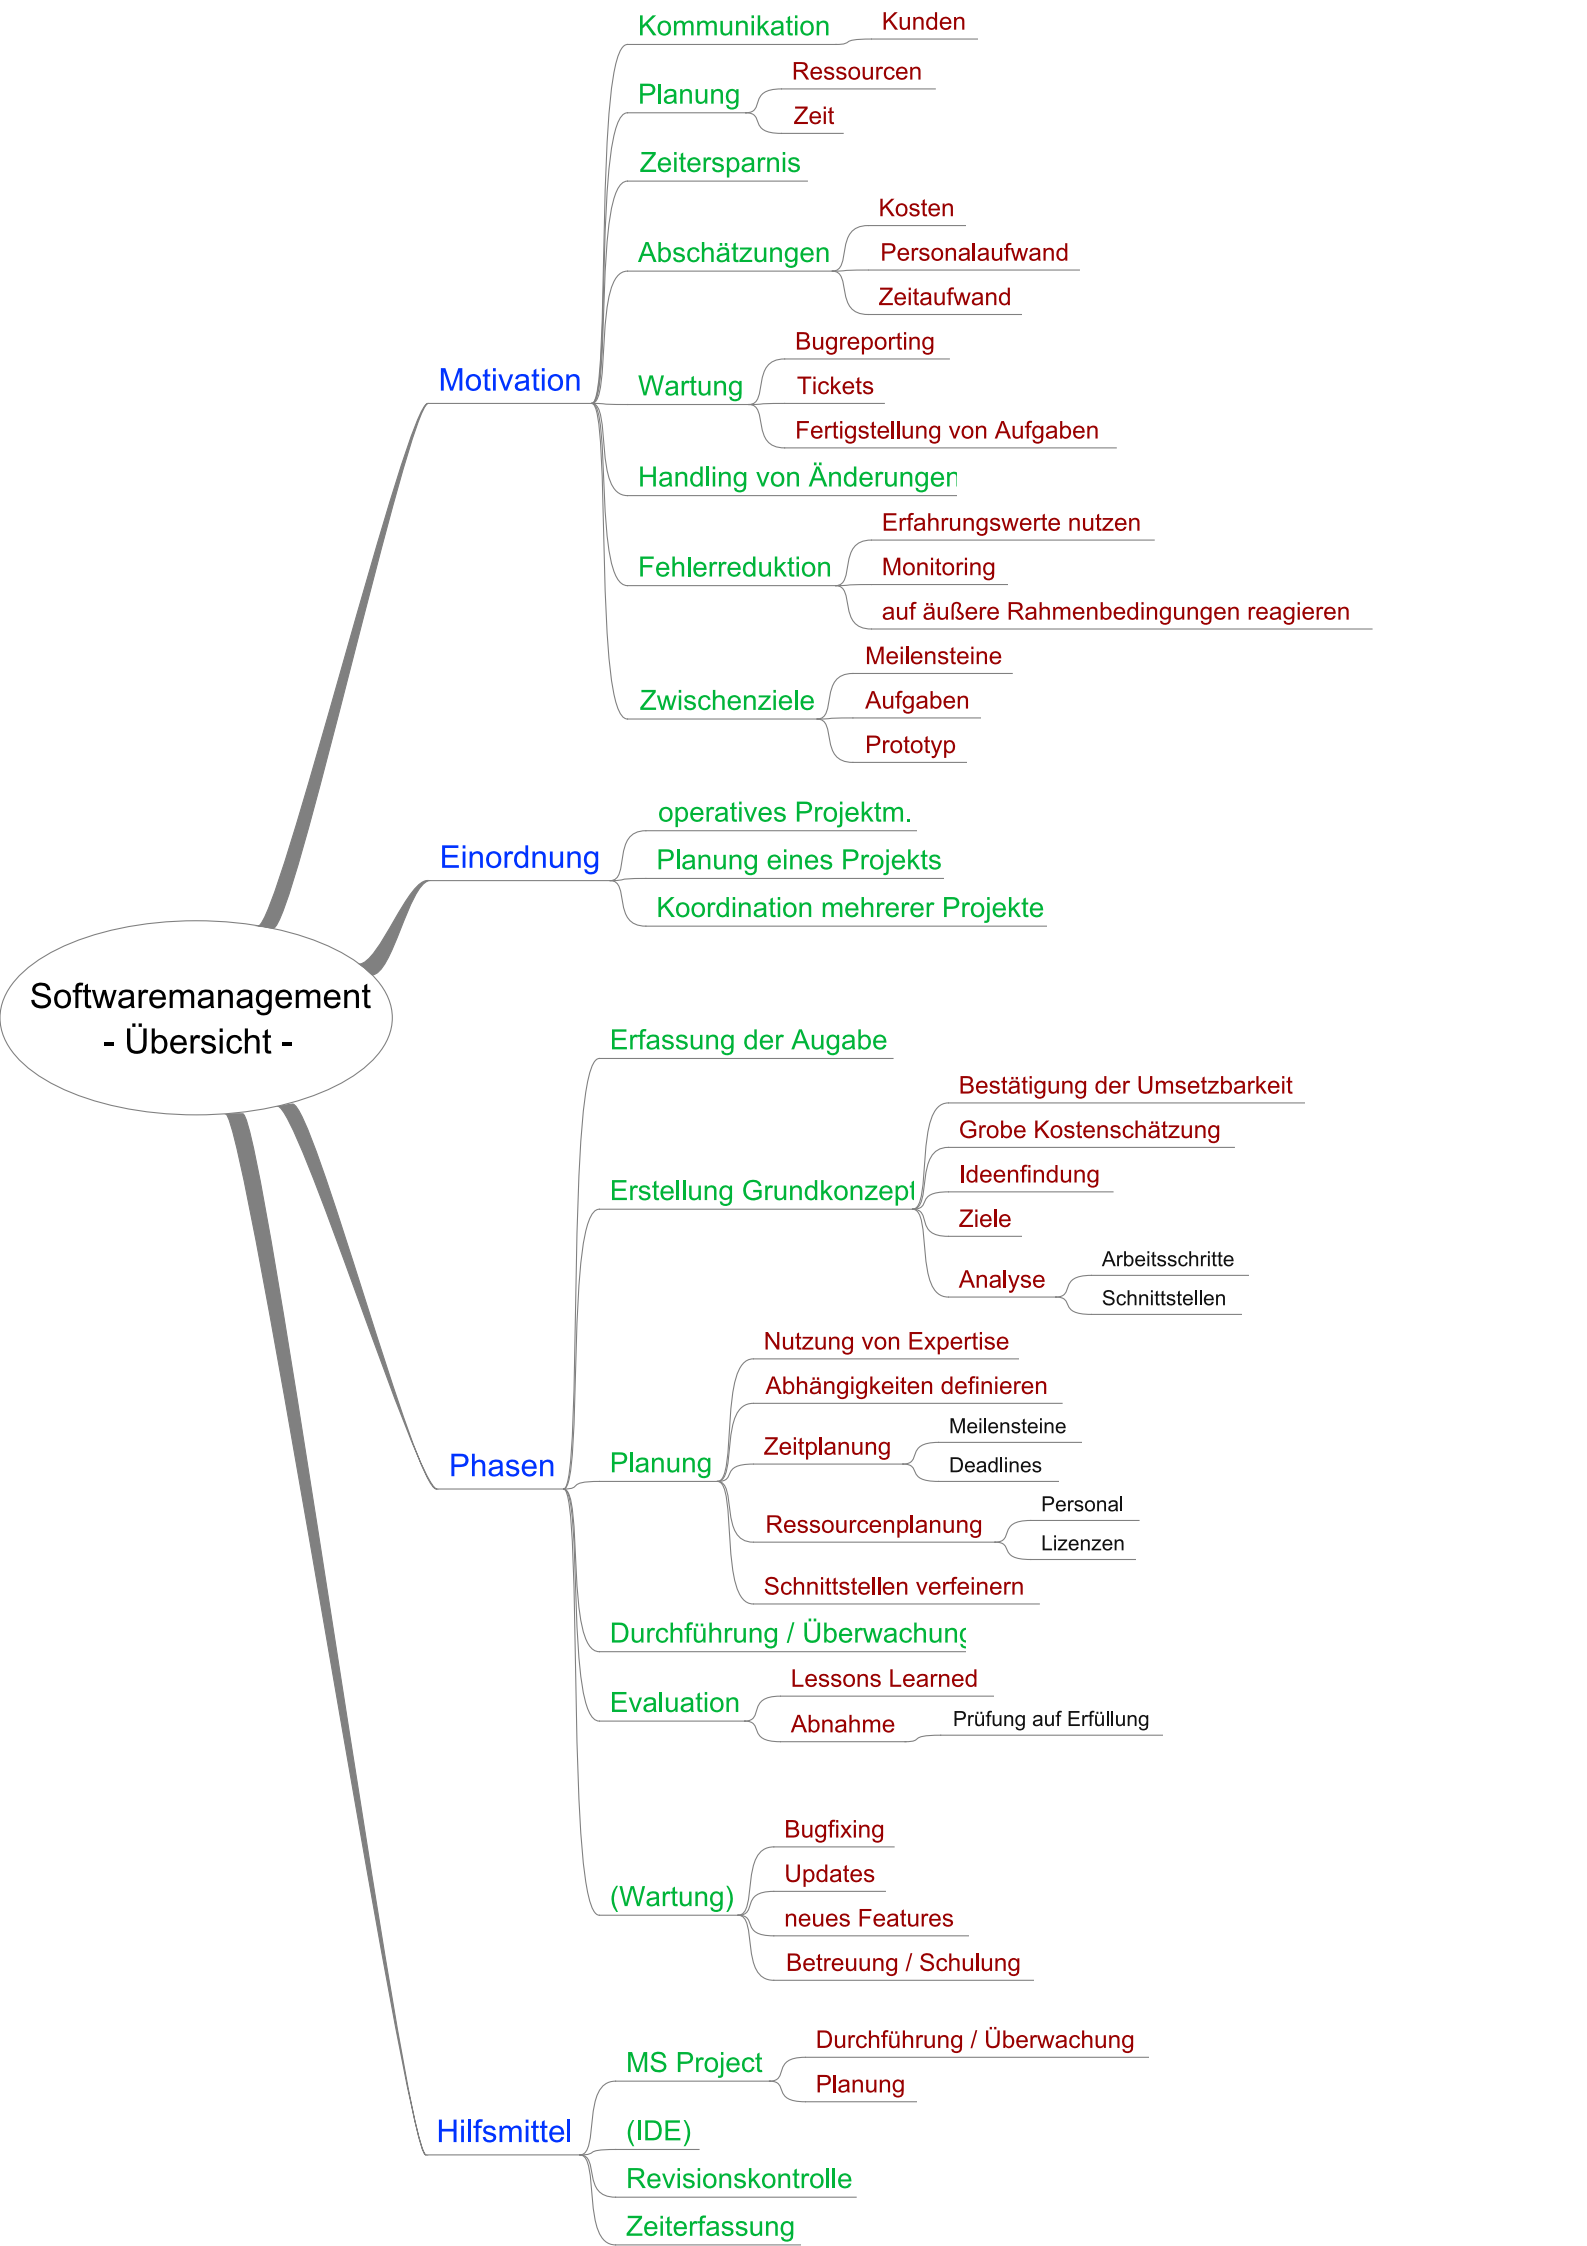 Softwaremanagement
- Übersicht -
Motivation
Kommunikation
Kunden
Planung
Ressourcen
Zeit
Zeitersparnis
Abschätzungen
Kosten
Personalaufwand
Zeitaufwand
Wartung
Bugreporting
Tickets
Fertigstellung von Aufgaben
Handling von Änderungen
Fehlerreduktion
Erfahrungswerte nutzen
Monitoring
auf äußere Rahmenbedingungen reagieren
Zwischenziele
Meilensteine
Aufgaben
Prototyp
Einordnung
operatives Projektm.
Planung eines Projekts
Koordination mehrerer Projekte
Phasen
Erfassung der Augabe
Erstellung Grundkonzept
Bestätigung der Umsetzbarkeit
Grobe Kostenschätzung
Ideenfindung
Ziele
Analyse
Arbeitsschritte
Schnittstellen
Planung
Nutzung von Expertise
Abhängigkeiten definieren
Zeitplanung
Meilensteine
Deadlines
Ressourcenplanung
Personal
Lizenzen
Schnittstellen verfeinern
Durchführung / Überwachung
Evaluation
Lessons Learned
Abnahme
Prüfung auf Erfüllung
(Wartung)
Bugfixing
Updates
neues Features
Betreuung / Schulung
Hilfsmittel
MS Project
Durchführung / Überwachung
Planung
(IDE)
Revisionskontrolle
Zeiterfassung